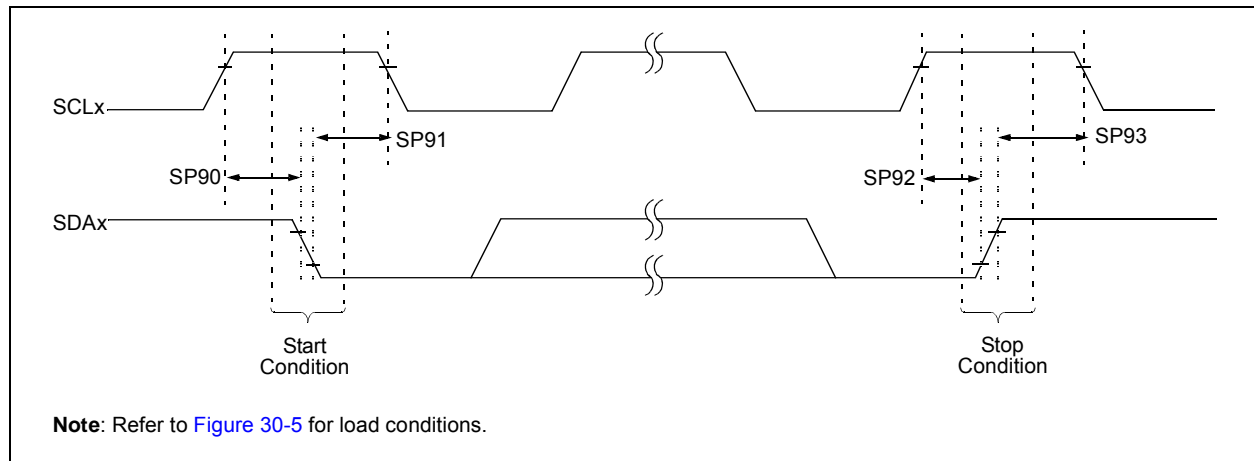 SCLx
SP91
SP93
SP90
SP92
SDAx
Start
Condition
Stop
Condition
Note: Refer to Figure 30-5 for load conditions.